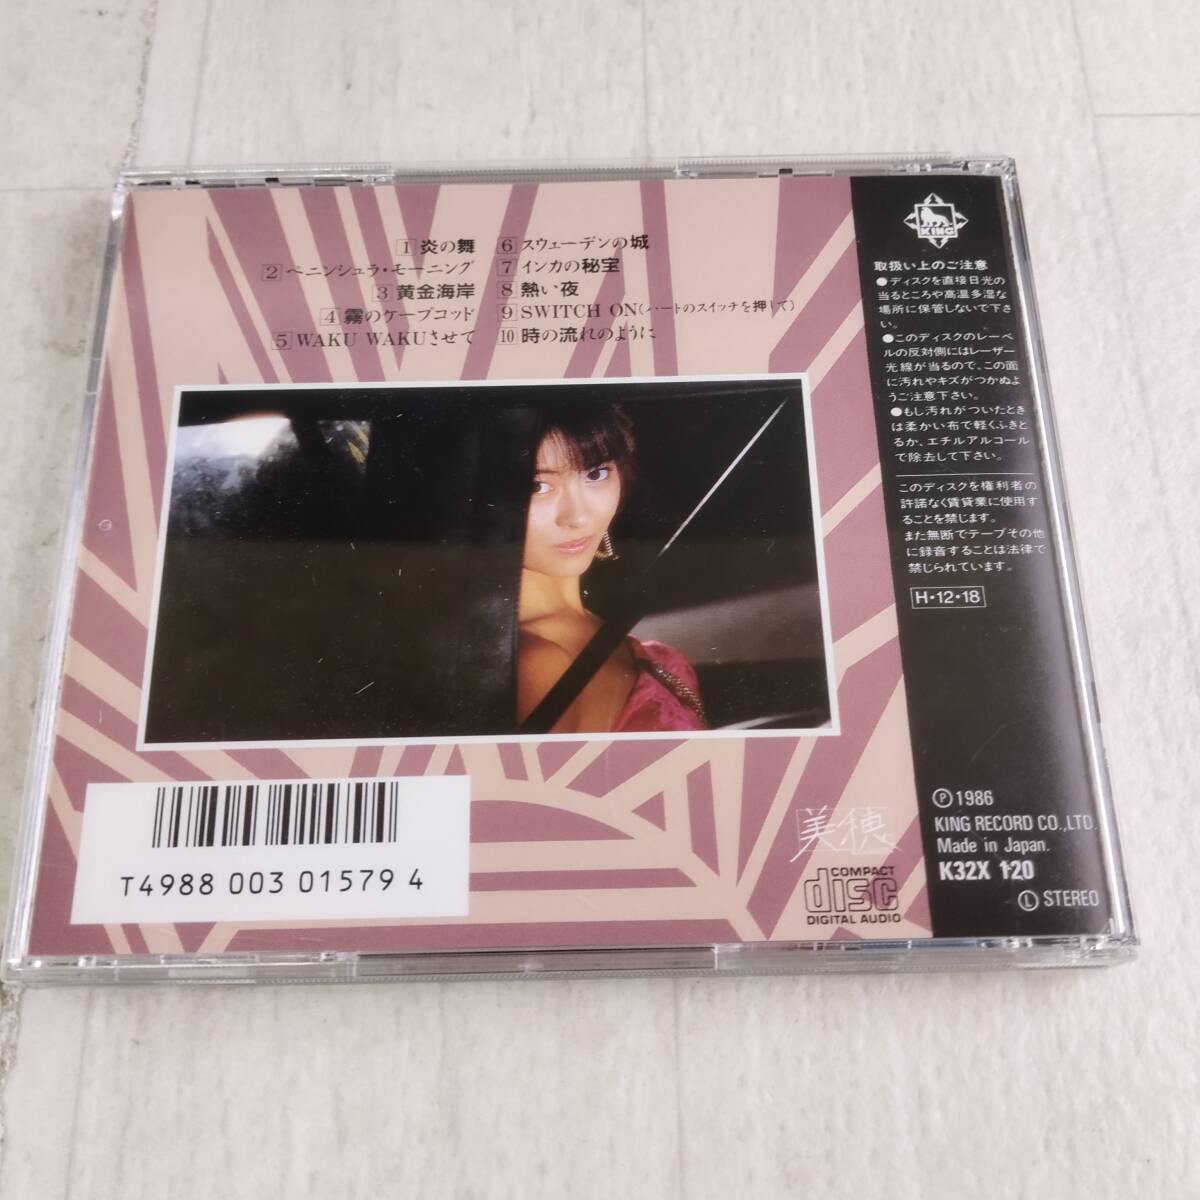 1 炎の舞
2 ペニンシュラ・モーニング
3 黄金海岸
4 霧のケープコッド
5 WAKU WAKUさせて
6 スウェーデンの城
7 インカの秘宝
8 熱い夜
9 SWITCH ON(ハートのスイッチを押して)
10 時の流れのように
KING
取扱い上のご注意
●ディスクを直接日光の
当るところや高温多湿な
場所に保管しないで下さ
い。
●このディスクのレーベ
ルの反対側にはレーザー
光線が当るので、この面
に汚れやキズがつかぬよ
うご注意下さい。
●もし汚れがついたとき
は柔かい布で軽くふきと
るか、エチルアルコール
で除去して下さい。
このディスクを権利者の
許諾なく賃貸業に使用す
ることを禁じます。
また無断でテープその他
に録音することは法律で
禁じられています。
H・12・18
Ⓟ1986
KING RECORD CO.,LTD.
Made in Japan.
K32X 120
Ⓛ STEREO
美穂
COMPACT
disc
DIGITAL AUDIO
T4988 003 01579 4